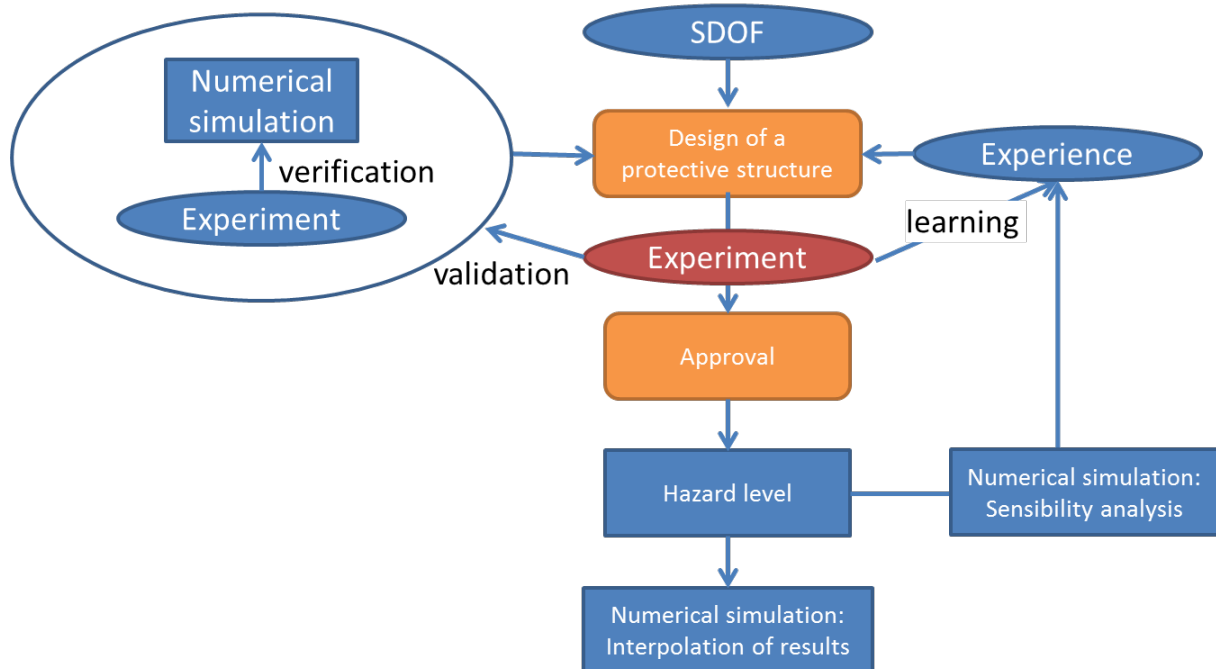 SDOF
Numerical
simulation
verification
Experiment
Design of a
protective structure
Experience
learning
Experiment
validation
Approval
Hazard level
Numerical simulation:
Sensibility analysis
Numerical simulation:
Interpolation of results